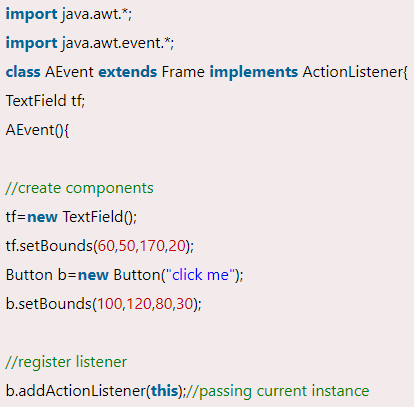 import java.awt.*;
import java.awt.event.*;
class AEvent extends Frame implements ActionListener{
TextField tf;
AEvent(){
//create components
tf=new TextField();
tf.setBounds(60,50,170,20);
Button b=new Button("click me");
b.setBounds(100,120,80,30);
//register listener
b.addActionListener(this);//passing current instance